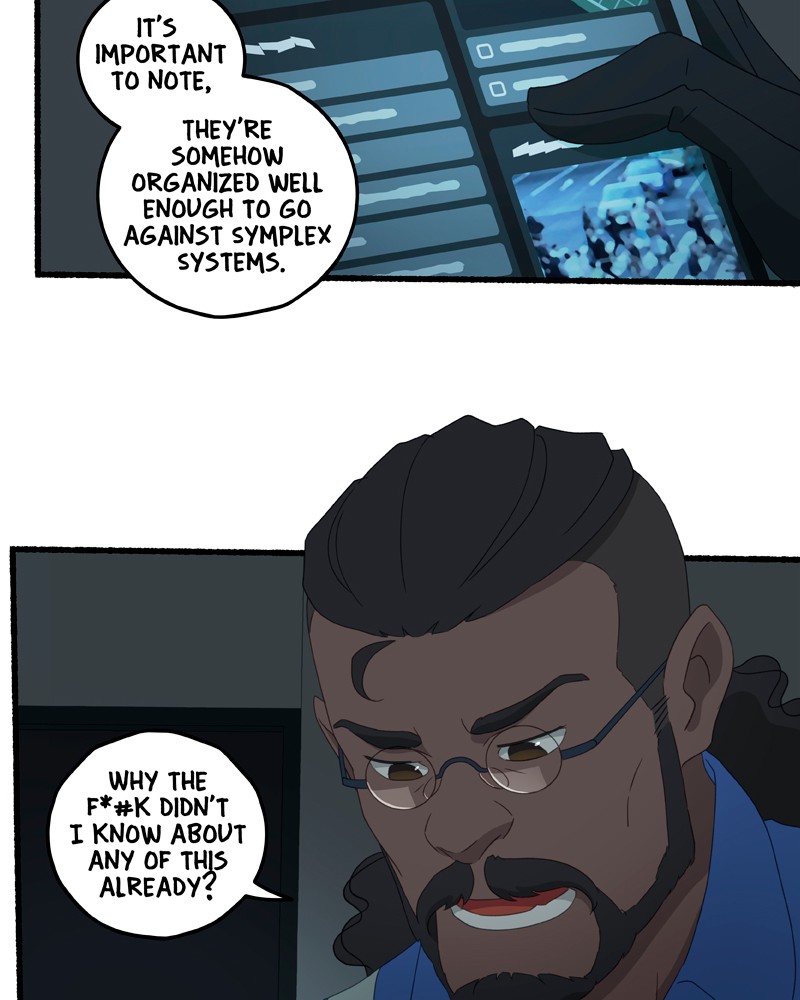 IT'S
IMPORTANT
TO NOTE,
THEY'RE
SOMEHOW
ORGANIZED WELL
ENOUGH TO GO
AGAINST SYMPLEX
SYSTEMS.
WHY THE
F*#K DIDN'T
I KNOW ABOUT
ANY OF THIS
ALREADY?